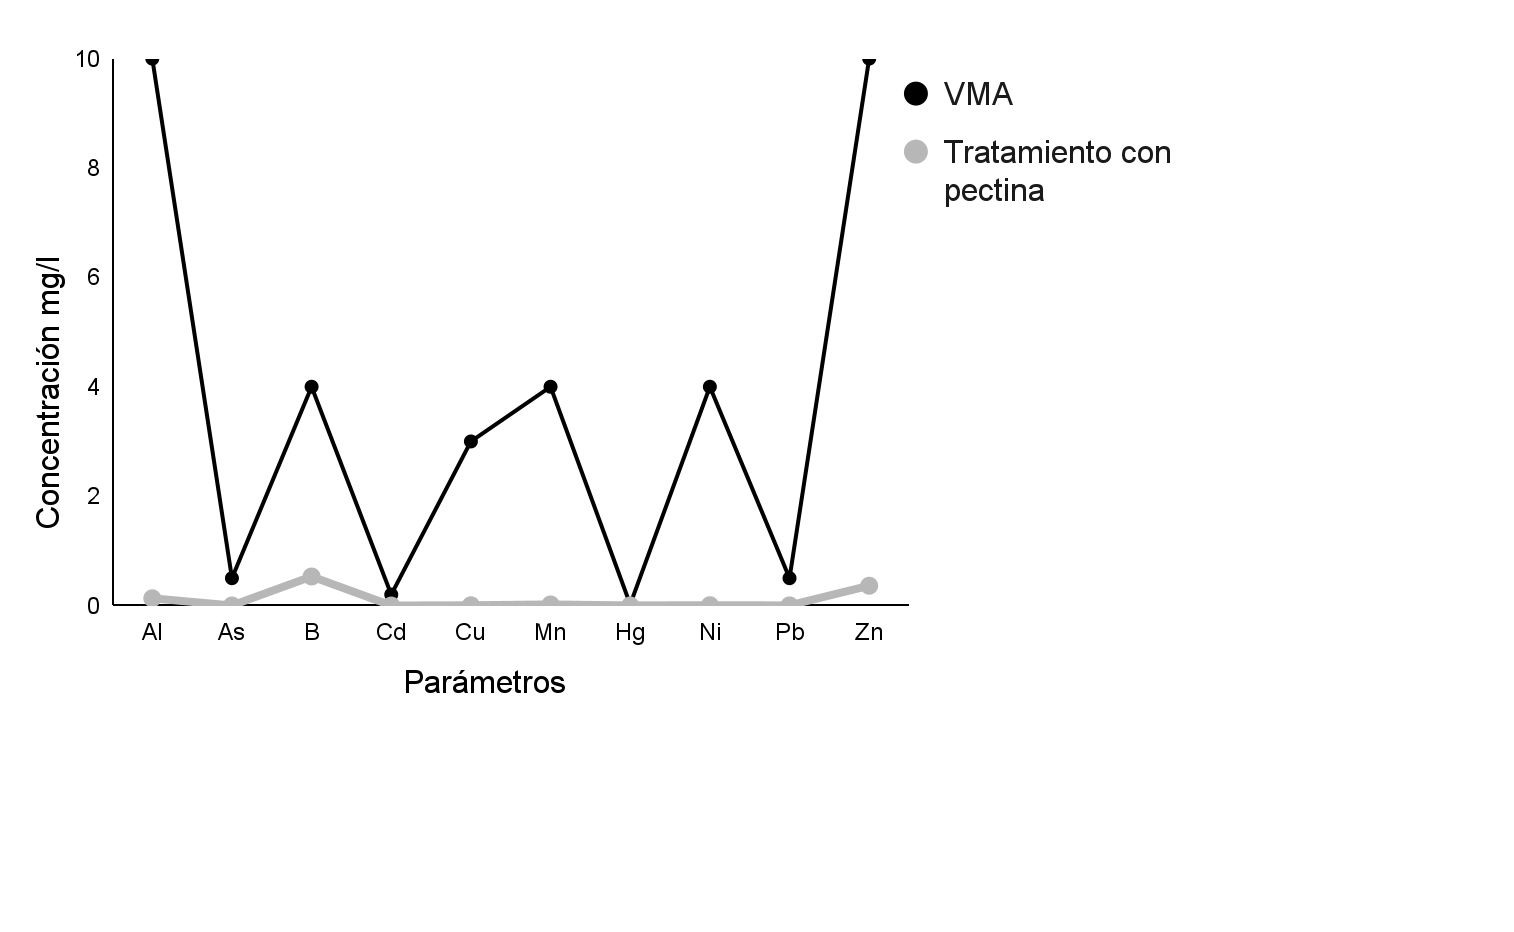 10
8
6
4
2
0
Concentración mg/l
Al As B Cd Cu Mn Hg Ni Pb Zn
Parámetros
VMA
Tratamiento con
pectina